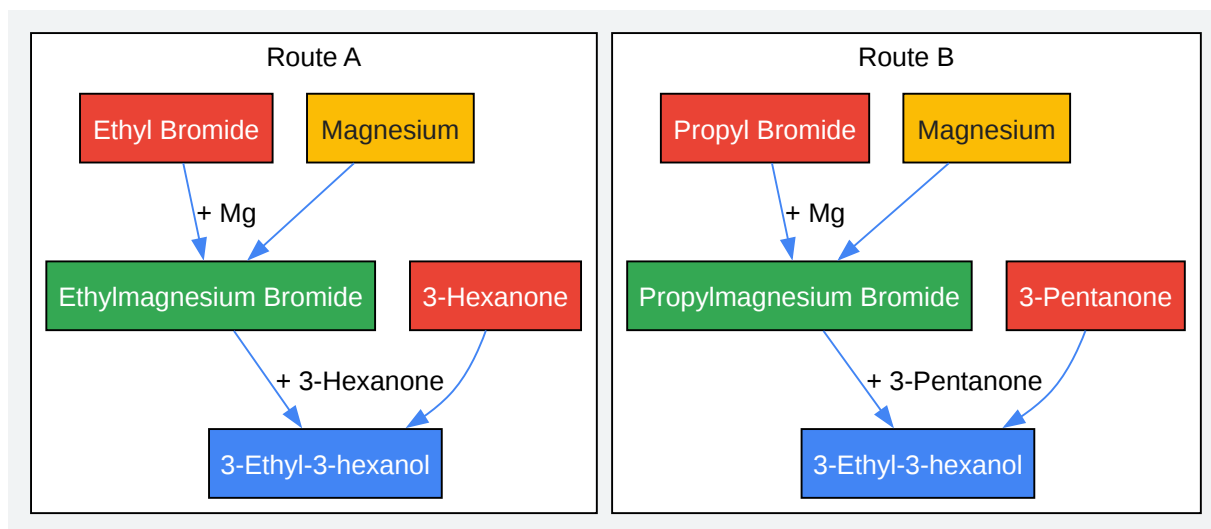 Route A
Ethyl Bromide
Magnesium
+ Mg
Ethylmagnesium Bromide
3-Hexanone
+ 3-Hexanone
3-Ethyl-3-hexanol
Route B
Propyl Bromide
Magnesium
+ Mg
Propylmagnesium Bromide
3-Pentanone
+ 3-Pentanone
3-Ethyl-3-hexanol